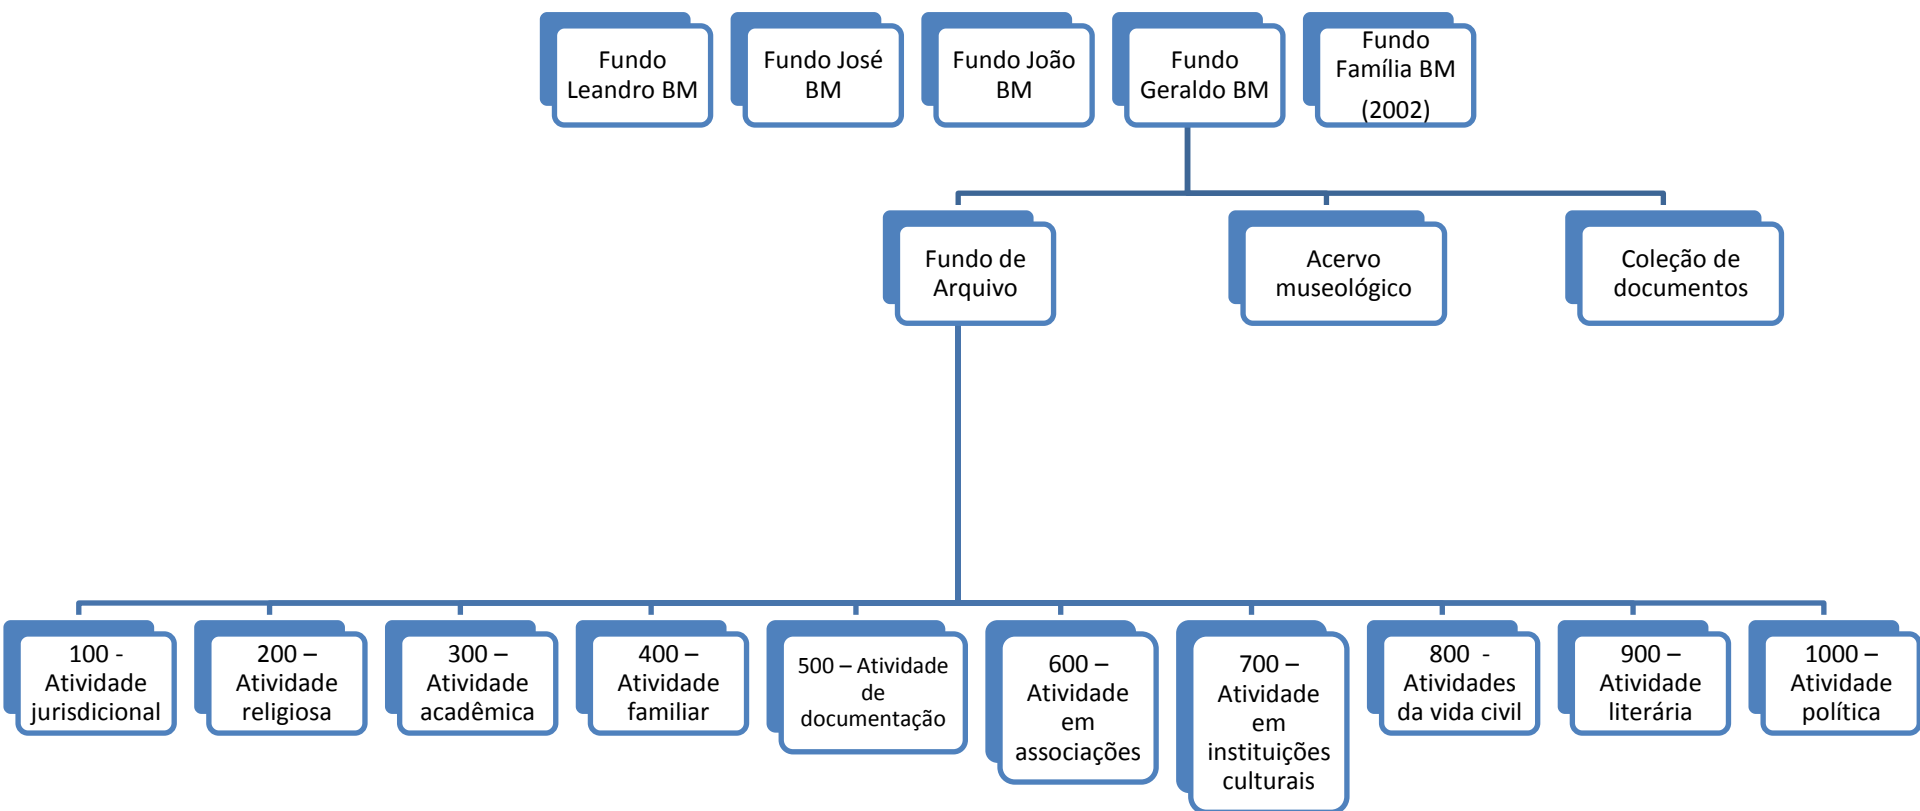 Fundo
Leandro BM
Fundo José
BM
Fundo João
BM
Fundo
Geraldo BM
Fundo
Família BM
(2002)
Fundo de
Arquivo
Acervo
museológico
Coleção de
documentos
100 -
Atividade
jurisdicional
200 –
Atividade
religiosa
300 –
Atividade
acadêmica
400 –
Atividade
familiar
500 – Atividade
de
documentação
600 –
Atividade
em
associações
700 –
Atividade
em
instituições
culturais
800  -
Atividades
da vida civil
900 –
Atividade
literária
1000 –
Atividade
política